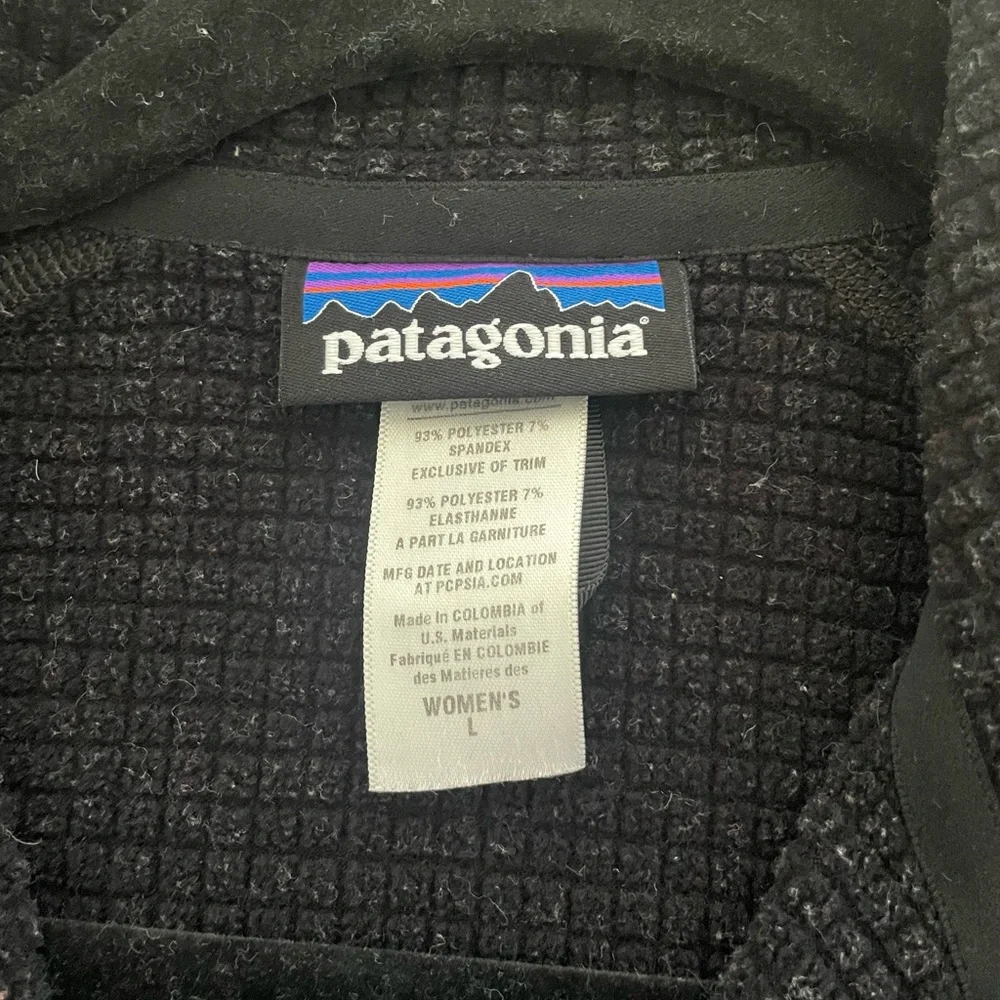 patagonia®
www.patagonia.com
93% POLYESTER 7%
SPANDEX
EXCLUSIVE OF TRIM
93% POLYESTER 7%
ELASTHANNE
A PART LA GARNITURE
MFG DATE AND LOCATION
AT PCPSIA.COM
Made in COLOMBIA of
U.S. Materials
Fabriqué EN COLOMBIE
des Matieres des
WOMEN'S
L